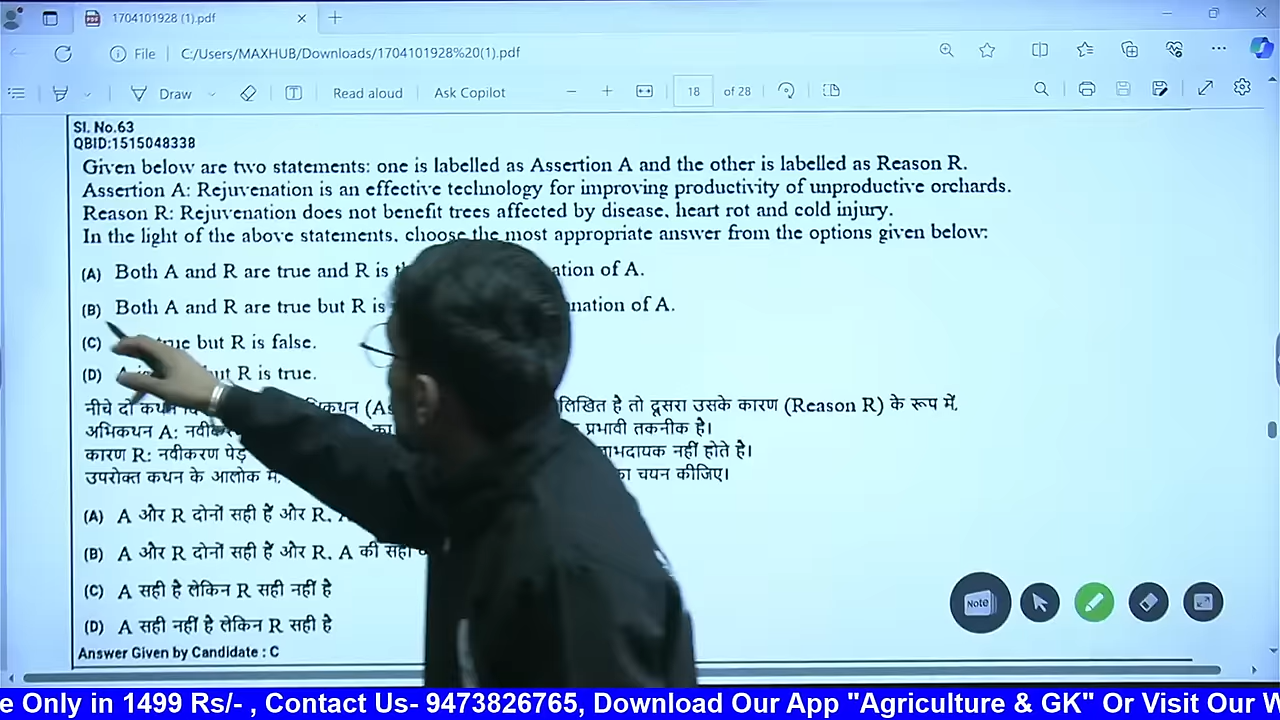 1704101928 (1).pdf
File C:/Users/MAXHUB/Downloads/1704101928%20(1).pdf
Draw Read aloud Ask Copilot 18 of 28
Sl. No.63
QBID:1515048338
Given below are two statements: one is labelled as Assertion A and the other is labelled as Reason R.
Assertion A: Rejuvenation is an effective technology for improving productivity of unproductive orchards.
Reason R: Rejuvenation does not benefit trees affected by disease, heart rot and cold injury.
In the light of the above statements, choose the most appropriate answer from the options given below:
(A) Both A and R are true and R is of A.
(B) Both A and R are true but R is of A.
(C) but R is false.
(D) R is true.
नीचे दो लिखित है तो दूसरा उसके कारण (Reason R) के रूप में,
अभिकथन A: प्रभावी तकनीक है।
कारण R: नवीकरण पेड़ नहीं होते है।
उपरोक्त कथन के आलोक में, चयन कीजिए।
(A) A और R दोनों सही हैं और R,
(B) A और R दोनों सही हैं और R, A की सही
(C) A सही है लेकिन R सही नहीं है
(D) A सही नहीं है लेकिन R सही है
Answer Given by Candidate : C
Note
Only in 1499 Rs/- , Contact Us- 9473826765, Download Our App "Agriculture & GK" Or Visit Our